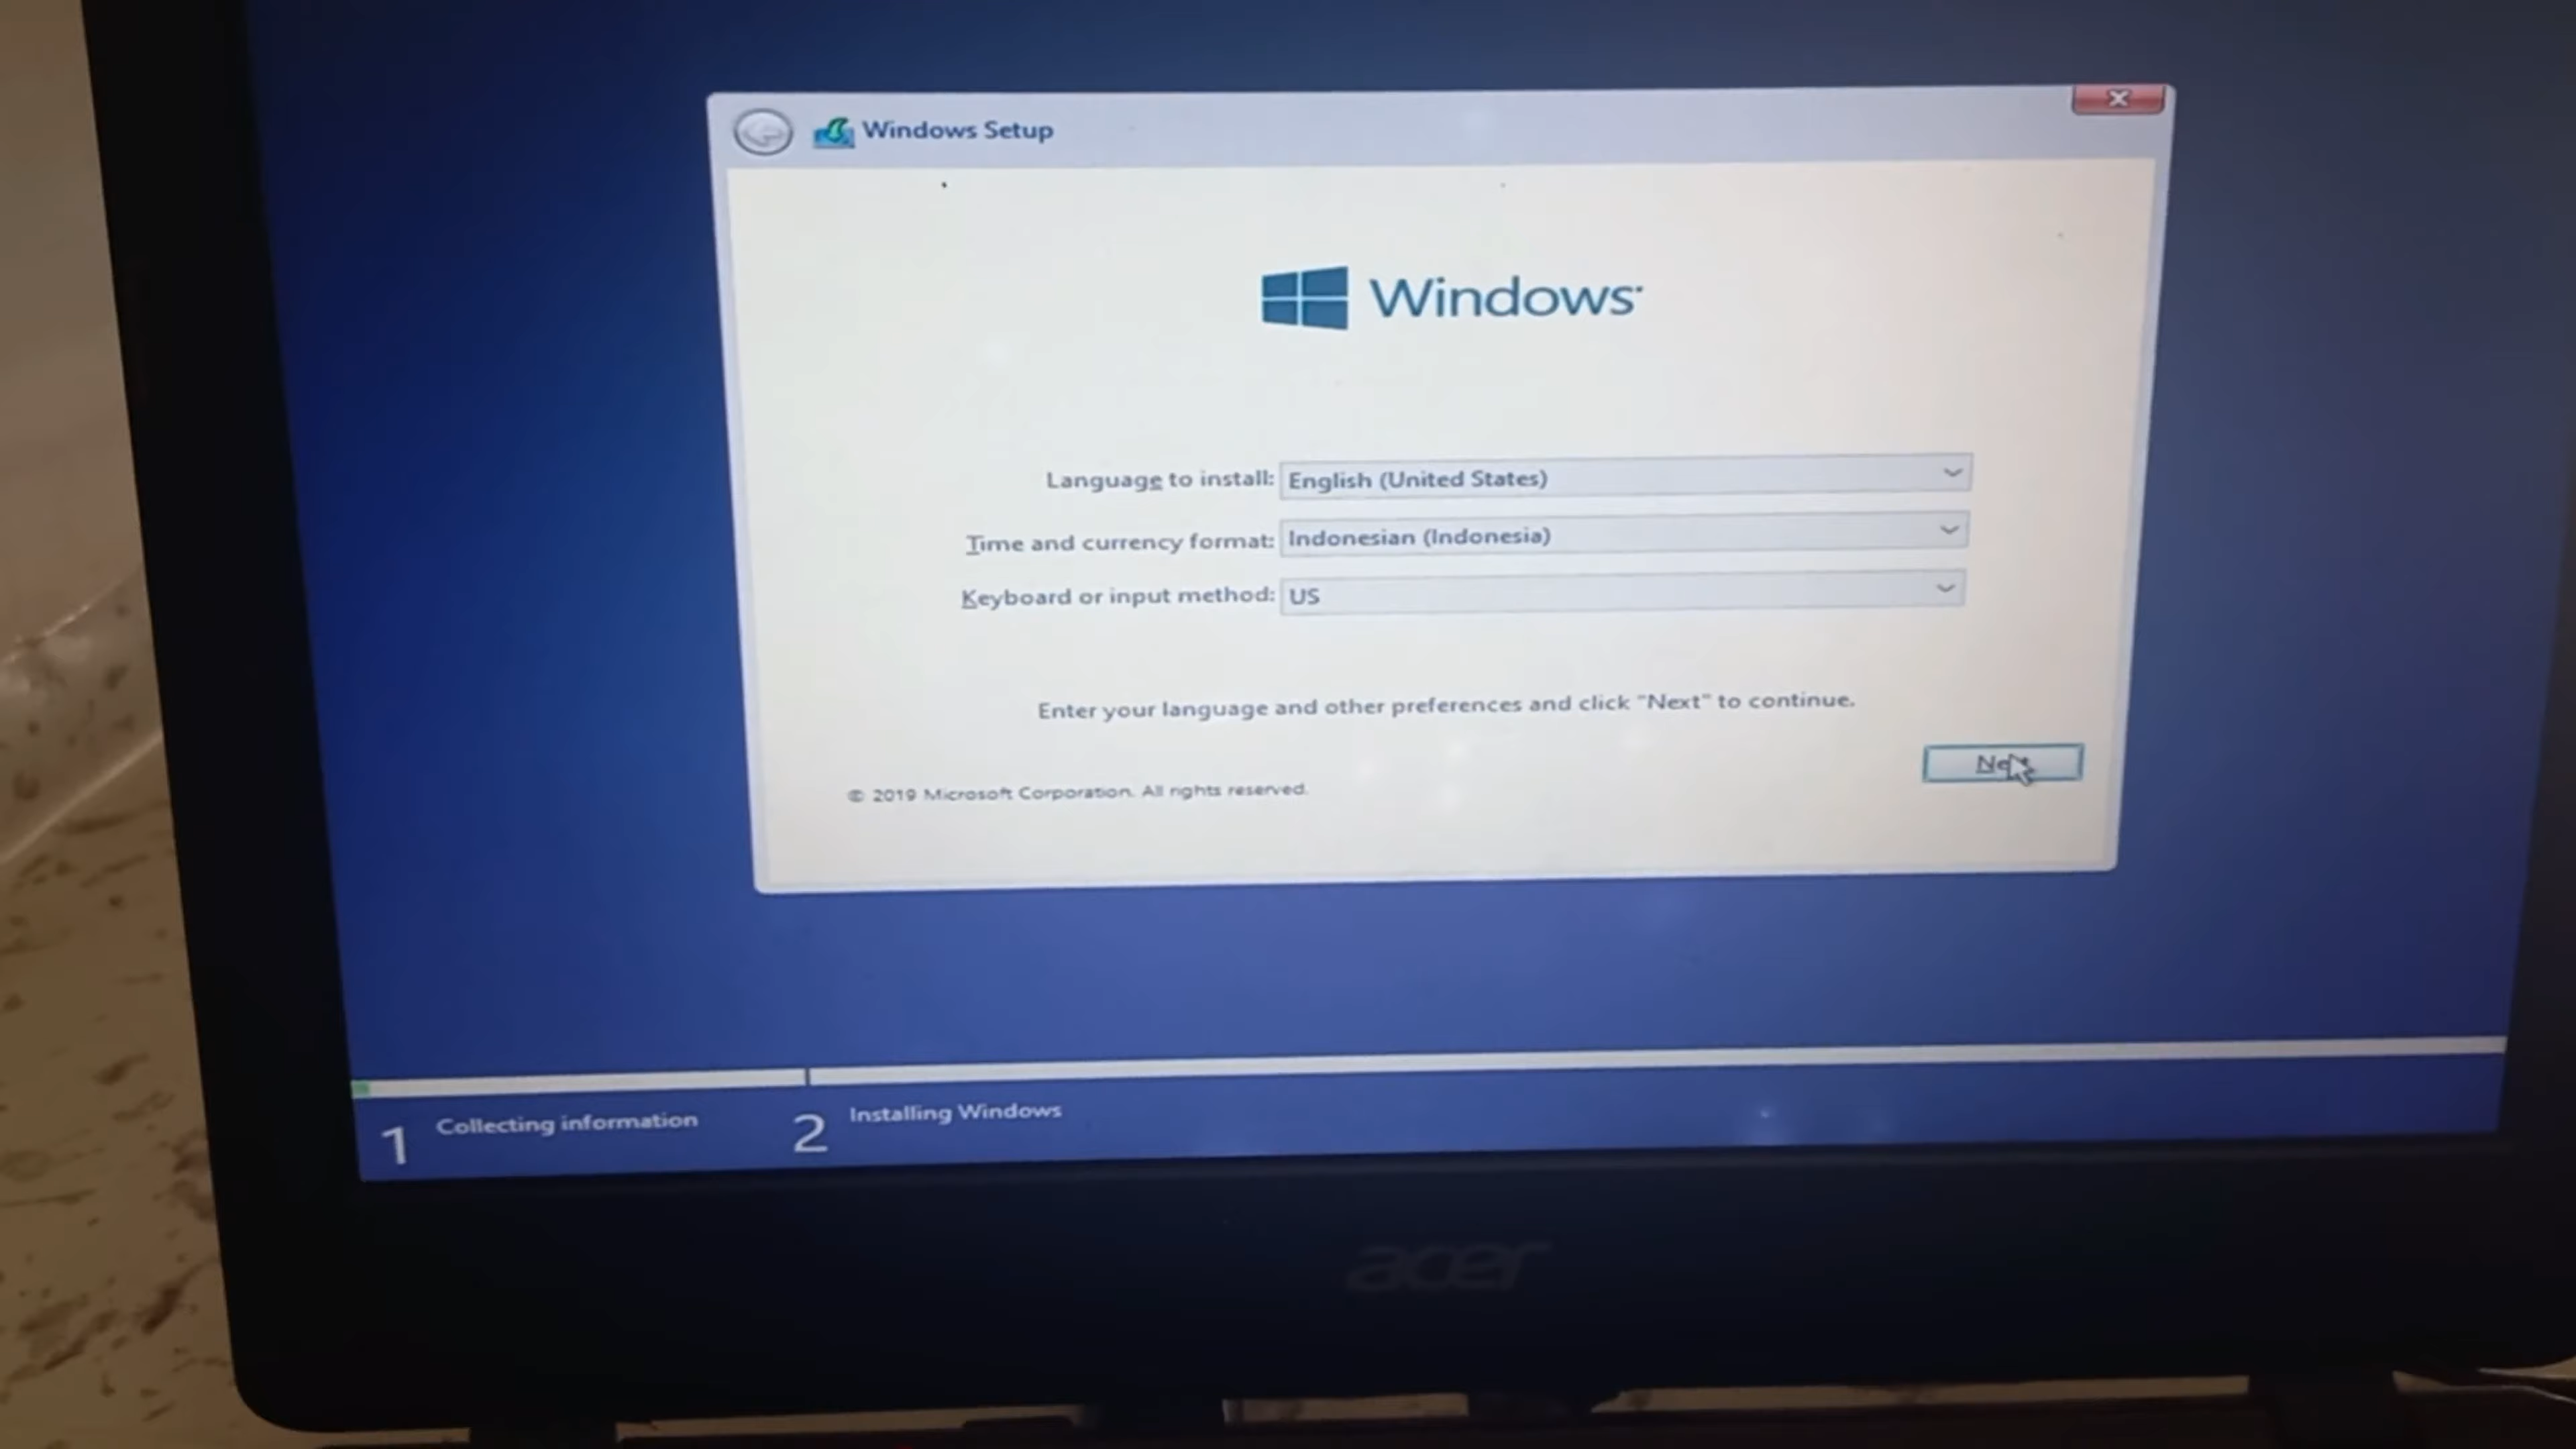 Windows Setup
Windows
Language to install: English (United States)
Time and currency format: Indonesian (Indonesia)
Keyboard or input method: US
Enter your language and other preferences and click "Next" to continue.
Next
© 2019 Microsoft Corporation. All rights reserved.
1 Collecting information
2 Installing Windows
acer